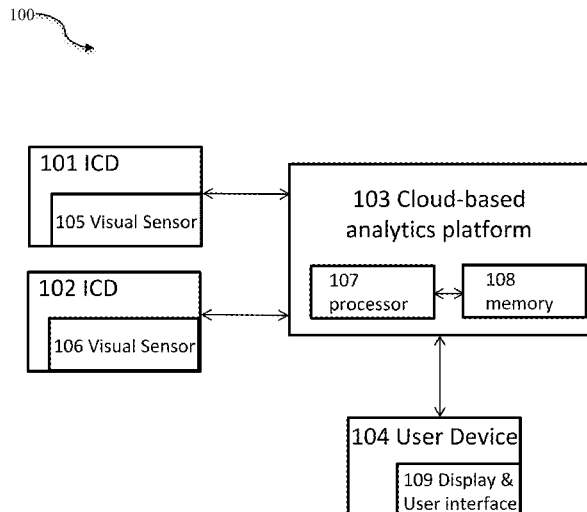 100
101 ICD
105 Visual Sensor
102 ICD
106 Visual Sensor
103 Cloud-based
analytics platform
107
processor
108
memory
104 User Device
109 Display &
User interface